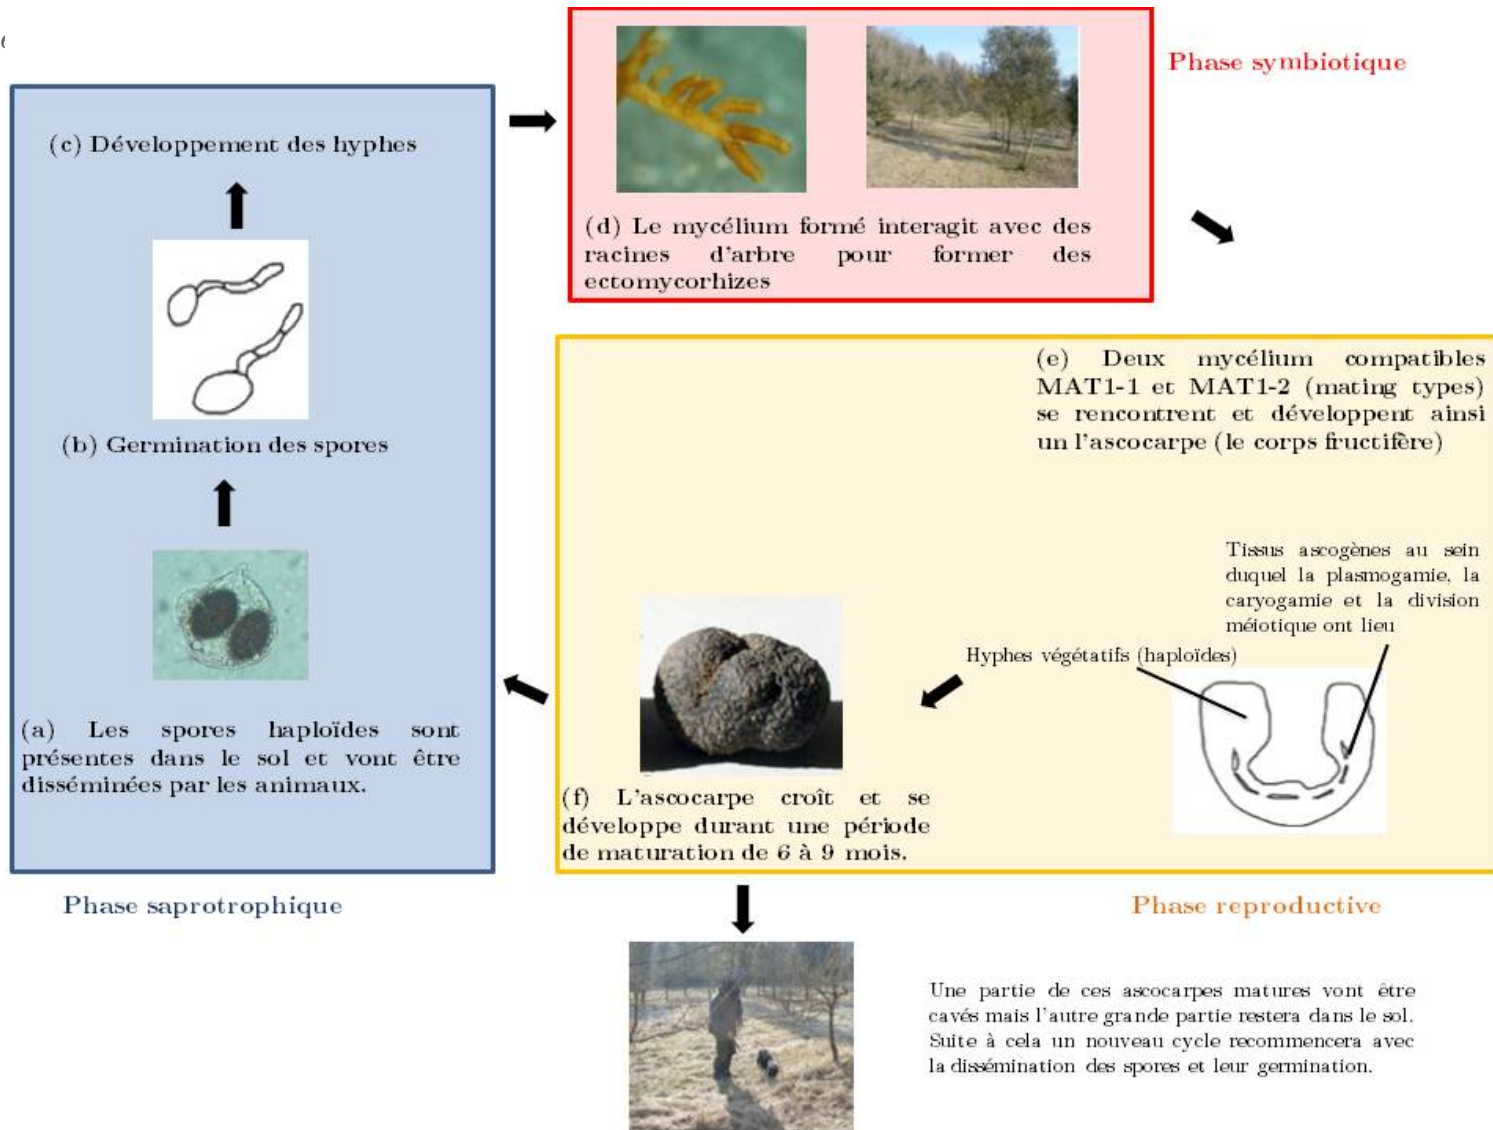 Phase symbiotique
(c) Développement des hyphes
(d) Le mycélium formé interagit avec des
racines d'arbre pour former des
ectomycorhizes
(b) Germination des spores
(a) Les spores haploïdes sont
présentes dans le sol et vont être
disséminées par les animaux.
Phase saprotrophique
(e) Deux mycélium compatibles
MAT1-1 et MAT1-2 (mating types)
se rencontrent et développent ainsi
un l'ascocarpe (le corps fructifère)
Tissus ascogènes au sein
duquel la plasmogamie, la
caryogamie et la division
méiotique ont lieu
Hyphes végétatifs (haploïdes)
(f) L'ascocarpe croît et se
développe durant une période
de maturation de 6 à 9 mois.
Phase reproductive
Une partie de ces ascocarpes matures vont être
cavés mais l'autre grande partie restera dans le sol.
Suite à cela un nouveau cycle recommencera avec
la dissémination des spores et leur germination.